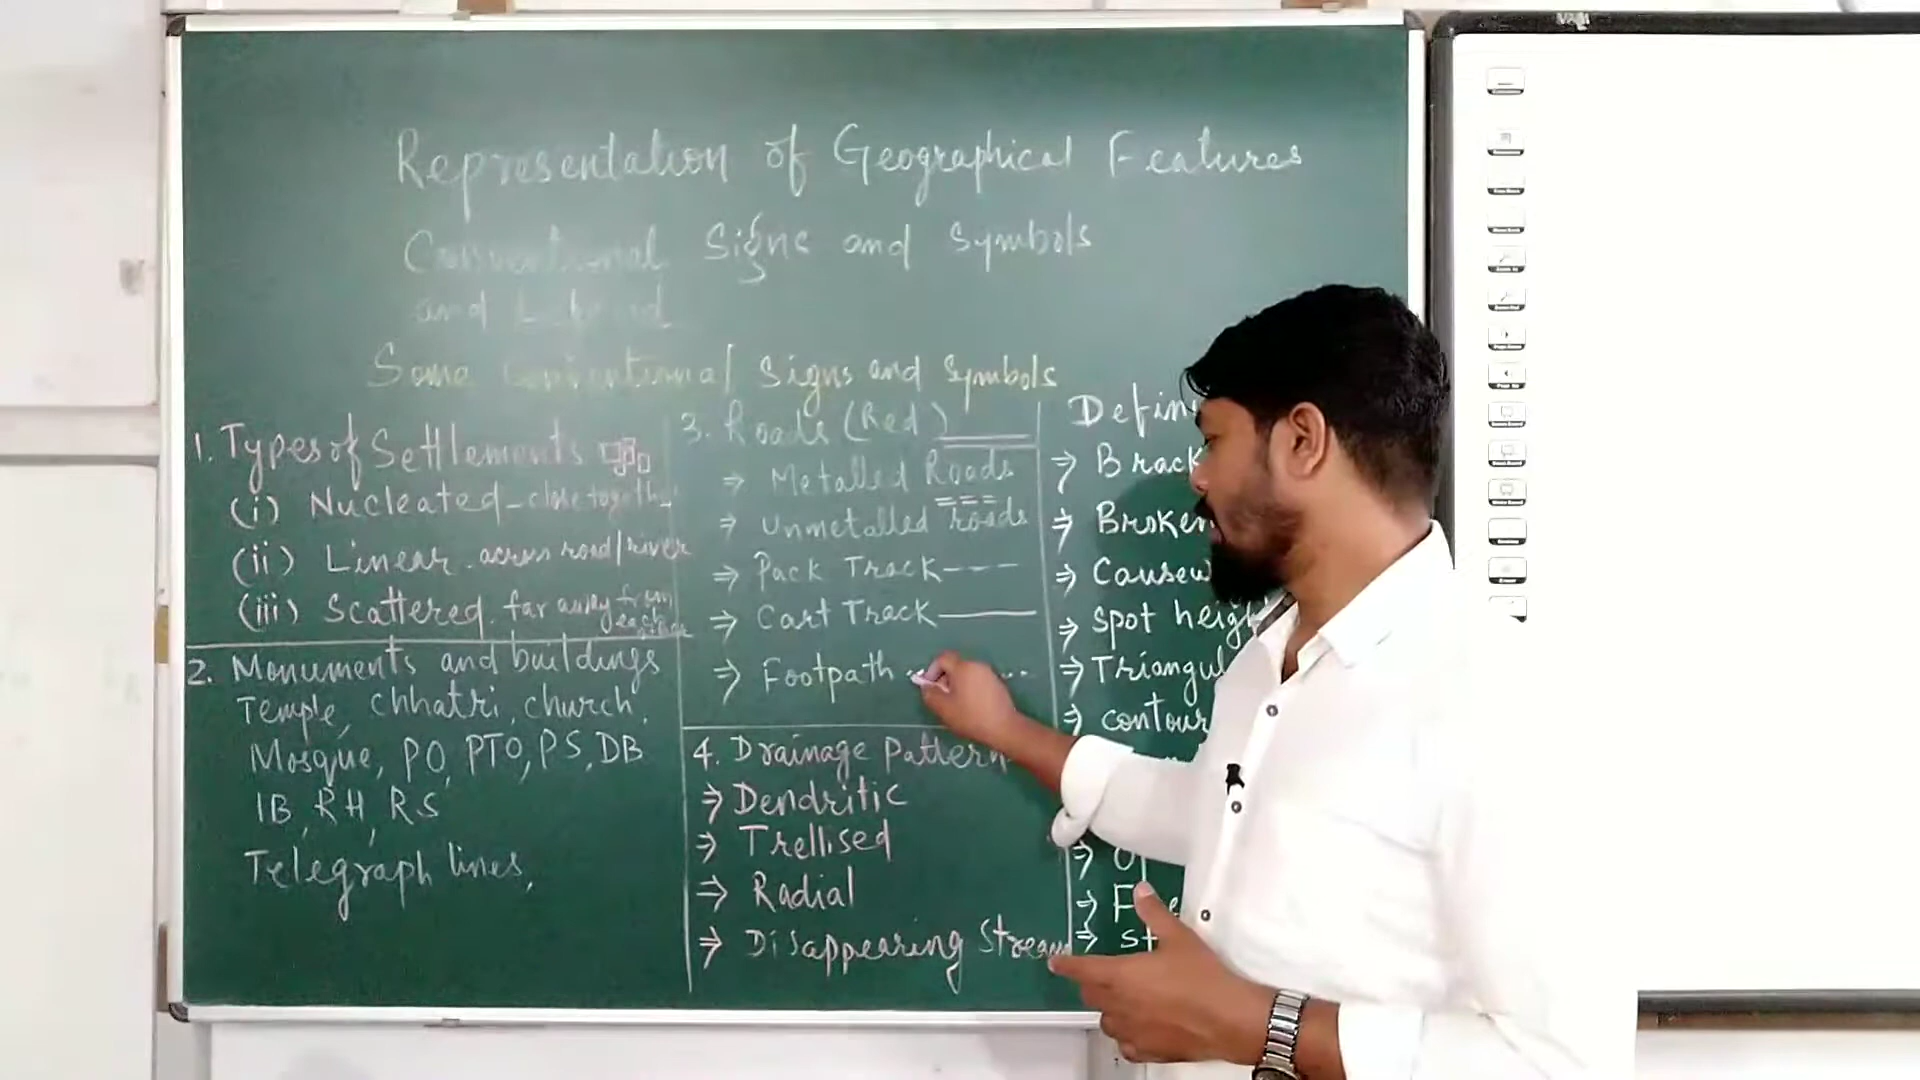 Representation of Geographical Features
Conventional Signs and Symbols
and
Some Conventional Signs and Symbols
1. Types of Settlements
(i) Nucleated - close together
(ii) Linear - across road/river
(iii) Scattered. far away from each other
2. Monuments and buildings
Temple, Chhatri, church,
Mosque, PO, PTO, PS, DB
IB, RH, RS
Telegraph lines,
3. Roads (Red)
⇒ Metalled Roads
⇒ Unmetalled roads
⇒ Pack Track
⇒ Cart Track
⇒ Footpath
4. Drainage Pattern
⇒ Dendritic
⇒ Trellised
⇒ Radial
⇒ Disappearing Stream
Defin
⇒ Brack
⇒ Broken
⇒ Causew
⇒ Spot heigh
⇒ Triangul
⇒ contour
⇒ st